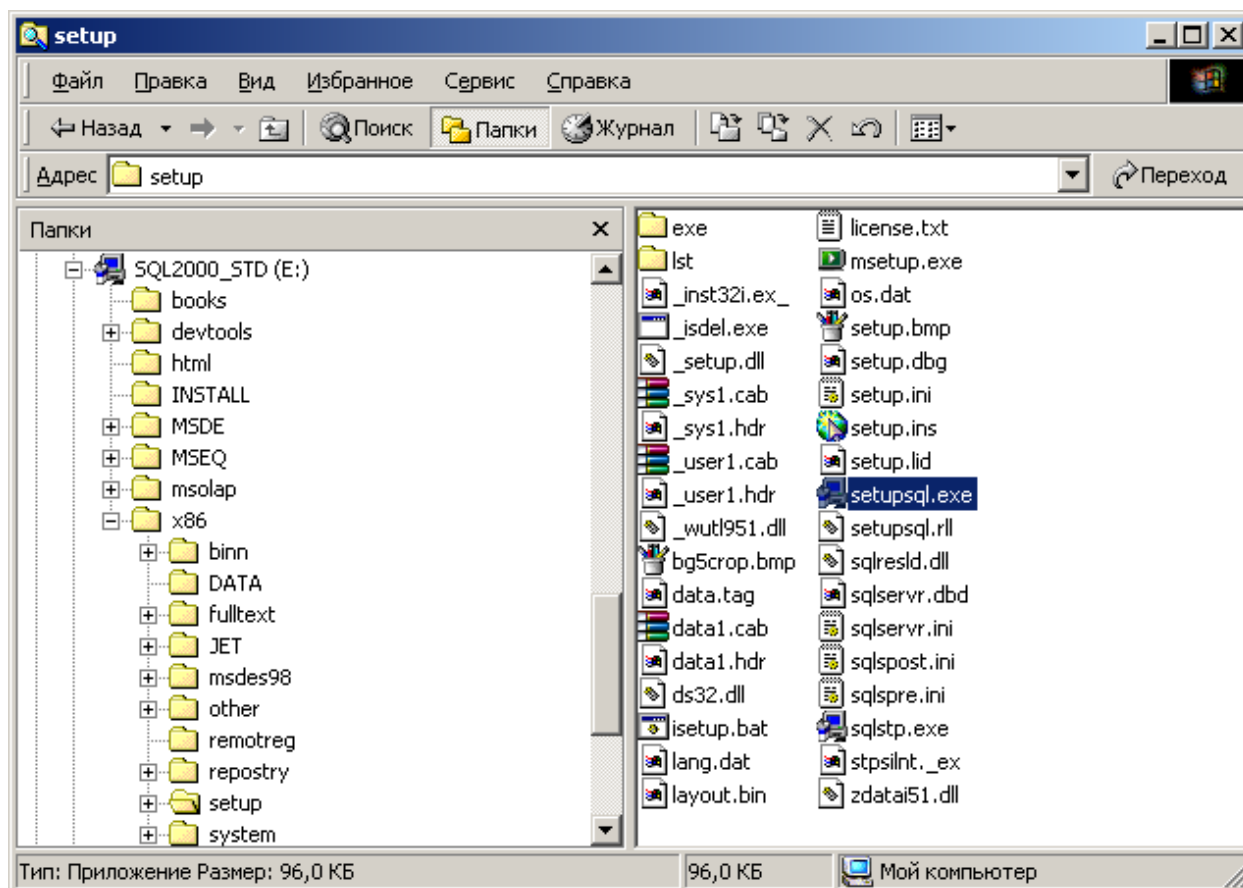 setup
Файл Правка Вид Избранное Сервис Справка
Назад Поиск Папки Журнал
Адрес setup Переход
Папки
SQL2000_STD (E:)
books
devtools
html
INSTALL
MSDE
MSEQ
msolap
x86
binn
DATA
fulltext
JET
msdes98
other
remotreg
repostry
setup
system
exe
lst
_inst32i.ex_
_isdel.exe
_setup.dll
_sys1.cab
_sys1.hdr
_user1.cab
_user1.hdr
_wutl951.dll
bg5crop.bmp
data.tag
data1.cab
data1.hdr
ds32.dll
isetup.bat
lang.dat
layout.bin
license.txt
msetup.exe
os.dat
setup.bmp
setup.dbg
setup.ini
setup.ins
setup.lid
setupsql.exe
setupsql.rll
sqlresld.dll
sqlservr.dbd
sqlservr.ini
sqlspost.ini
sqlspre.ini
sqlstp.exe
stpsilnt._ex
zdatai51.dll
Тип: Приложение Размер: 96,0 КБ 96,0 КБ Мой компьютер